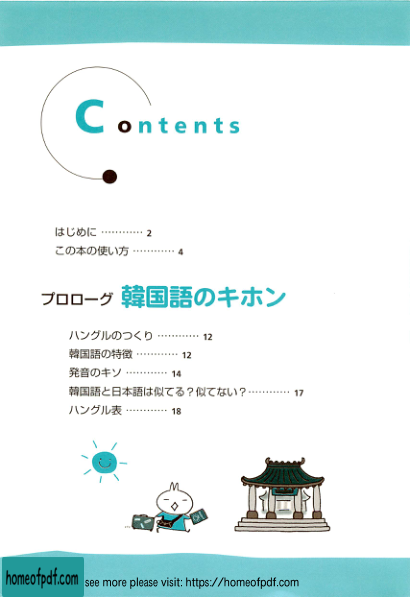 Contents
はじめに ………… 2
この本の使い方 ………… 4
プロローグ 韓国語のキホン
ハングルのつくり ………… 12
韓国語の特徴 ………… 12
発音のキソ ………… 14
韓国語と日本語は似てる？似てない？………… 17
ハングル表 ………… 18
homeofpdf.com
see more please visit: https://homeofpdf.com